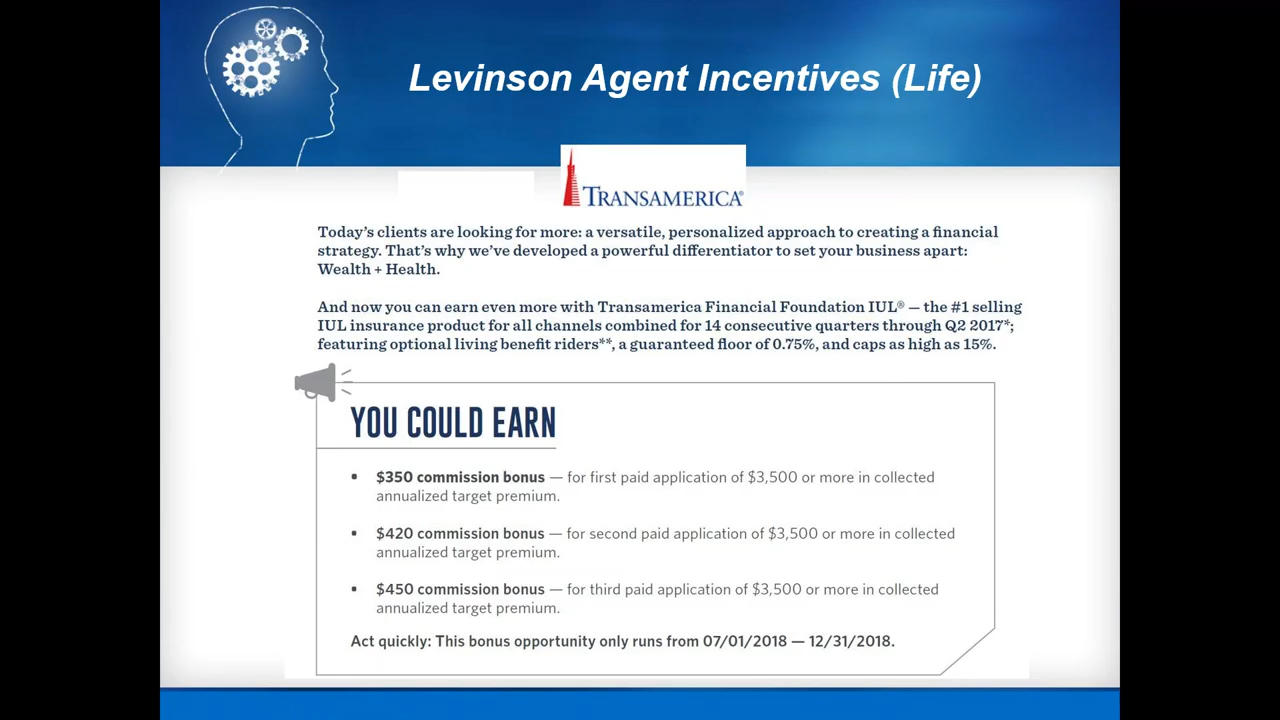 Levinson Agent Incentives (Life)
TRANSAMERICA®
Today's clients are looking for more: a versatile, personalized approach to creating a financial
strategy. That's why we've developed a powerful differentiator to set your business apart:
Wealth + Health.
And now you can earn even more with Transamerica Financial Foundation IUL® — the #1 selling
IUL insurance product for all channels combined for 14 consecutive quarters through Q2 2017*;
featuring optional living benefit riders**, a guaranteed floor of 0.75%, and caps as high as 15%.
YOU COULD EARN
• $350 commission bonus — for first paid application of $3,500 or more in collected
annualized target premium.
• $420 commission bonus — for second paid application of $3,500 or more in collected
annualized target premium.
• $450 commission bonus — for third paid application of $3,500 or more in collected
annualized target premium.
Act quickly: This bonus opportunity only runs from 07/01/2018 — 12/31/2018.